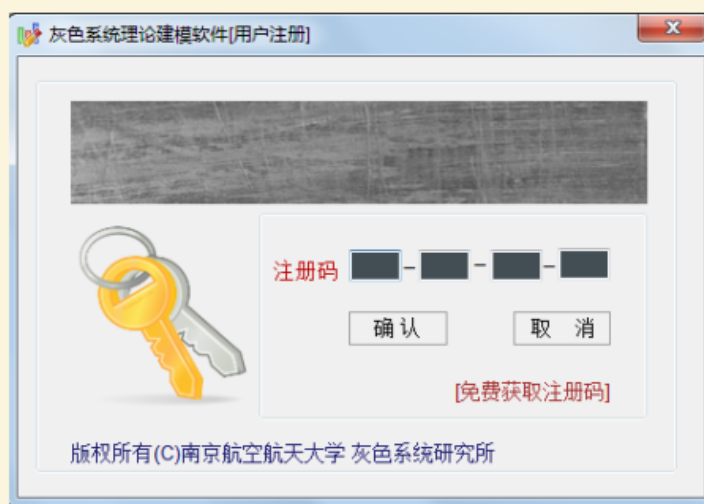 灰色系统理论建模软件[用户注册]
注册码 - - -
确认 取 消
[免费获取注册码]
版权所有(C)南京航空航天大学 灰色系统研究所